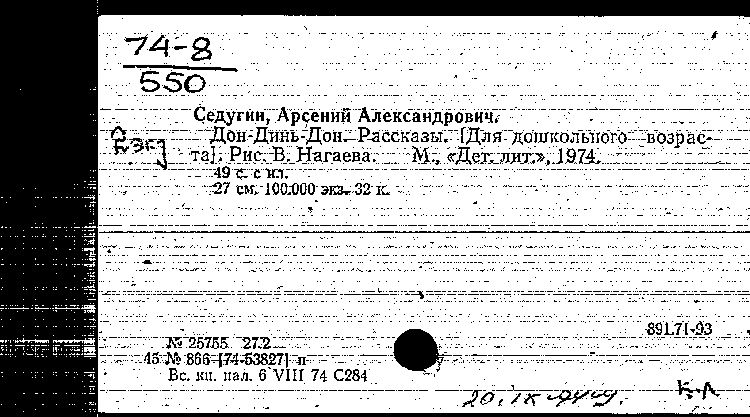 74-8
550
Седугин, Арсений Александрович.
Дон-Динь-Дон. Рассказы. [Для дошкольного возрас-
та]. Рис. В. Нагаева. М., «Дет. лит.», 1974.
49 с. с ил.
27 см. 100.000 экз. 32 к.
891.71-93
№ 25755 27.2
45 № 866 [74-53827] п
Вс. кн. пал. 6 VIII 74 С284
К-Л